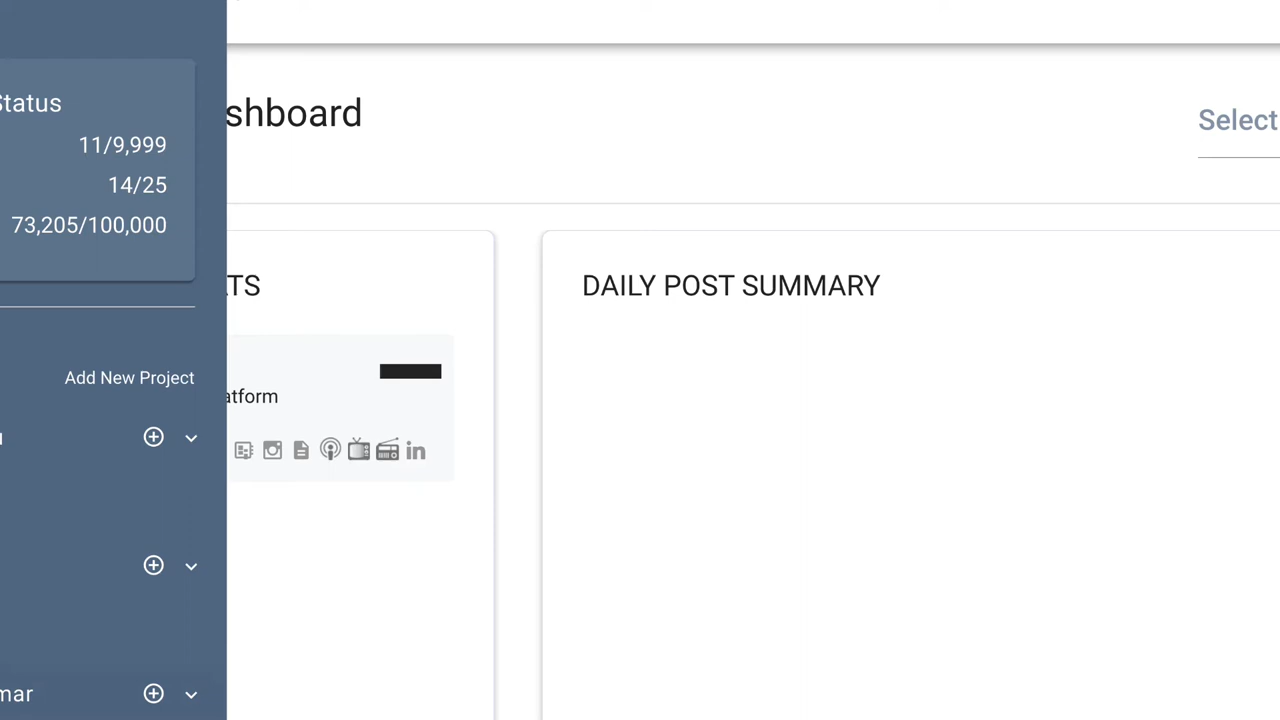 Status
11/9,999
14/25
73,205/100,000
Add New Project
mar
shboard
Select
TS
atform
in
DAILY POST SUMMARY